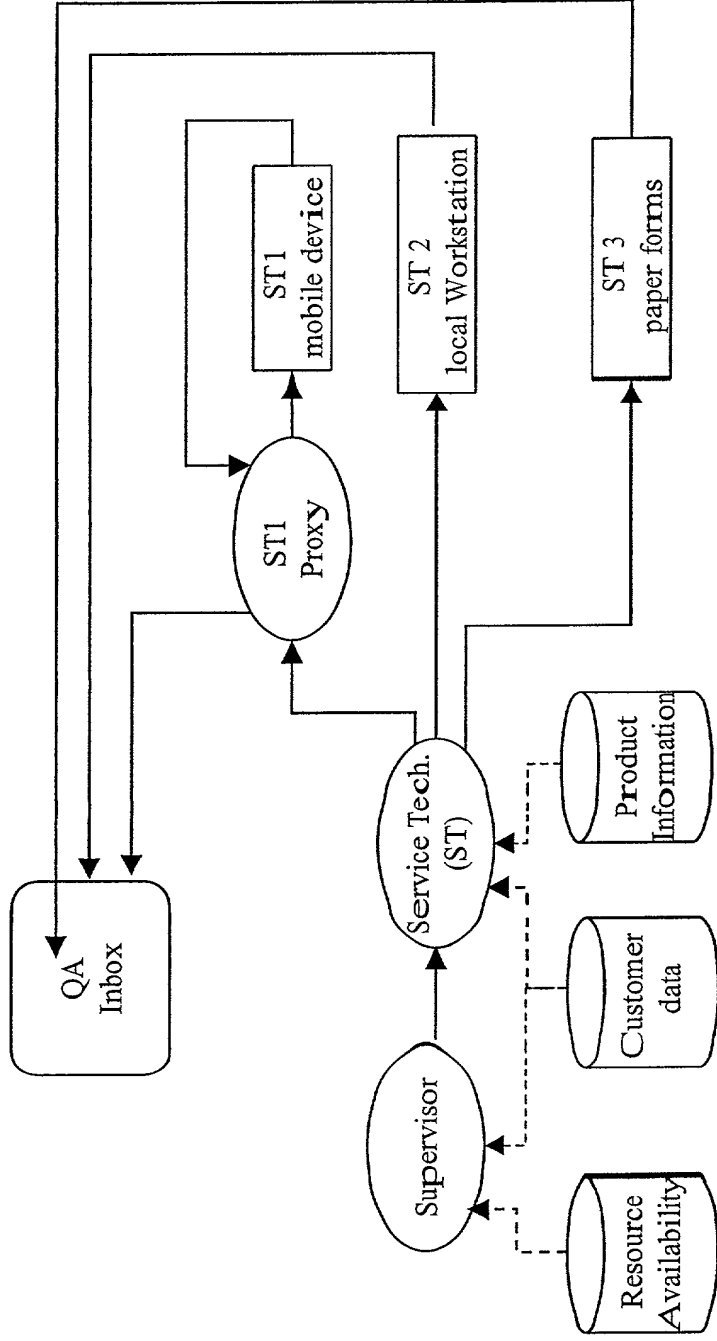 QA
Inbox
ST1
Proxy
ST1
mobile device
Supervisor
Service Tech.
(ST)
ST 2
local Workstation
ST 3
paper forms
Resource
Availability
Customer
data
Product
Information